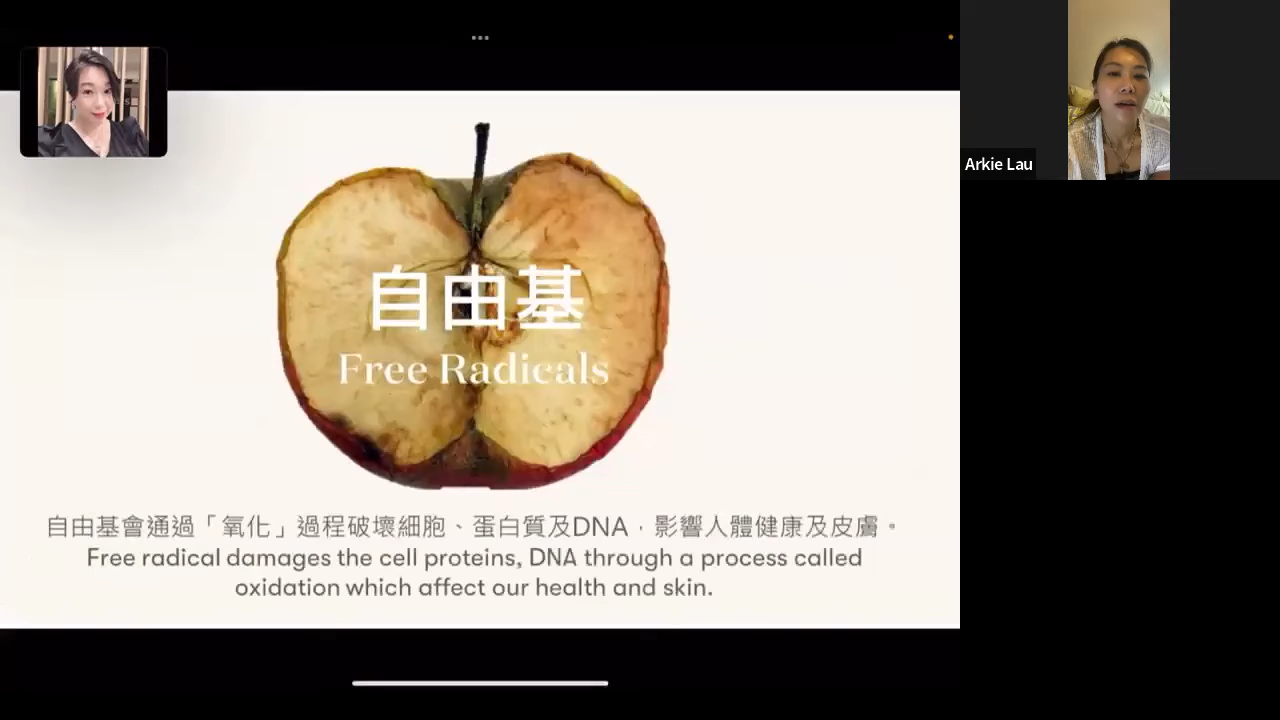 Arkie Lau
自由基
Free Radicals
自由基會通過「氧化」過程破壞細胞、蛋白質及DNA，影響人體健康及皮膚。
Free radical damages the cell proteins, DNA through a process called
oxidation which affect our health and skin.